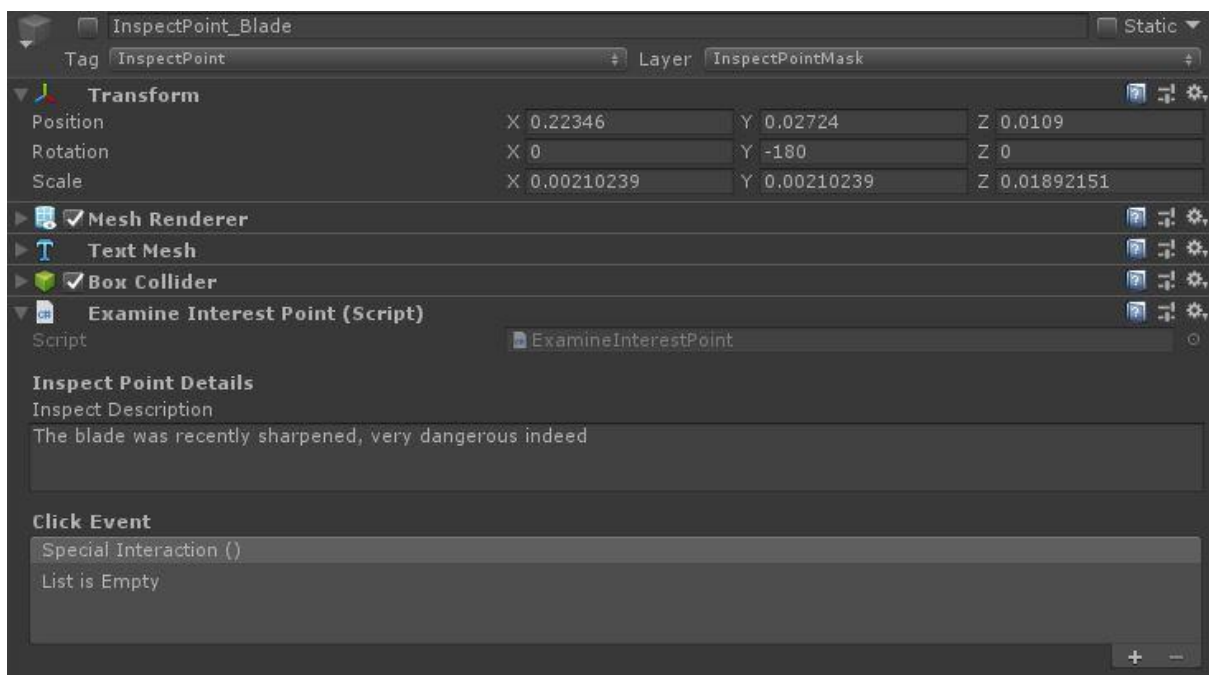 InspectPoint_Blade Static
Tag InspectPoint Layer InspectPointMask
Transform
Position X 0.22346 Y 0.02724 Z 0.0109
Rotation X 0 Y -180 Z 0
Scale X 0.00210239 Y 0.00210239 Z 0.01892151
Mesh Renderer
Text Mesh
Box Collider
Examine Interest Point (Script)
Script ExamineInterestPoint
Inspect Point Details
Inspect Description
The blade was recently sharpened, very dangerous indeed
Click Event
Special Interaction ()
List is Empty